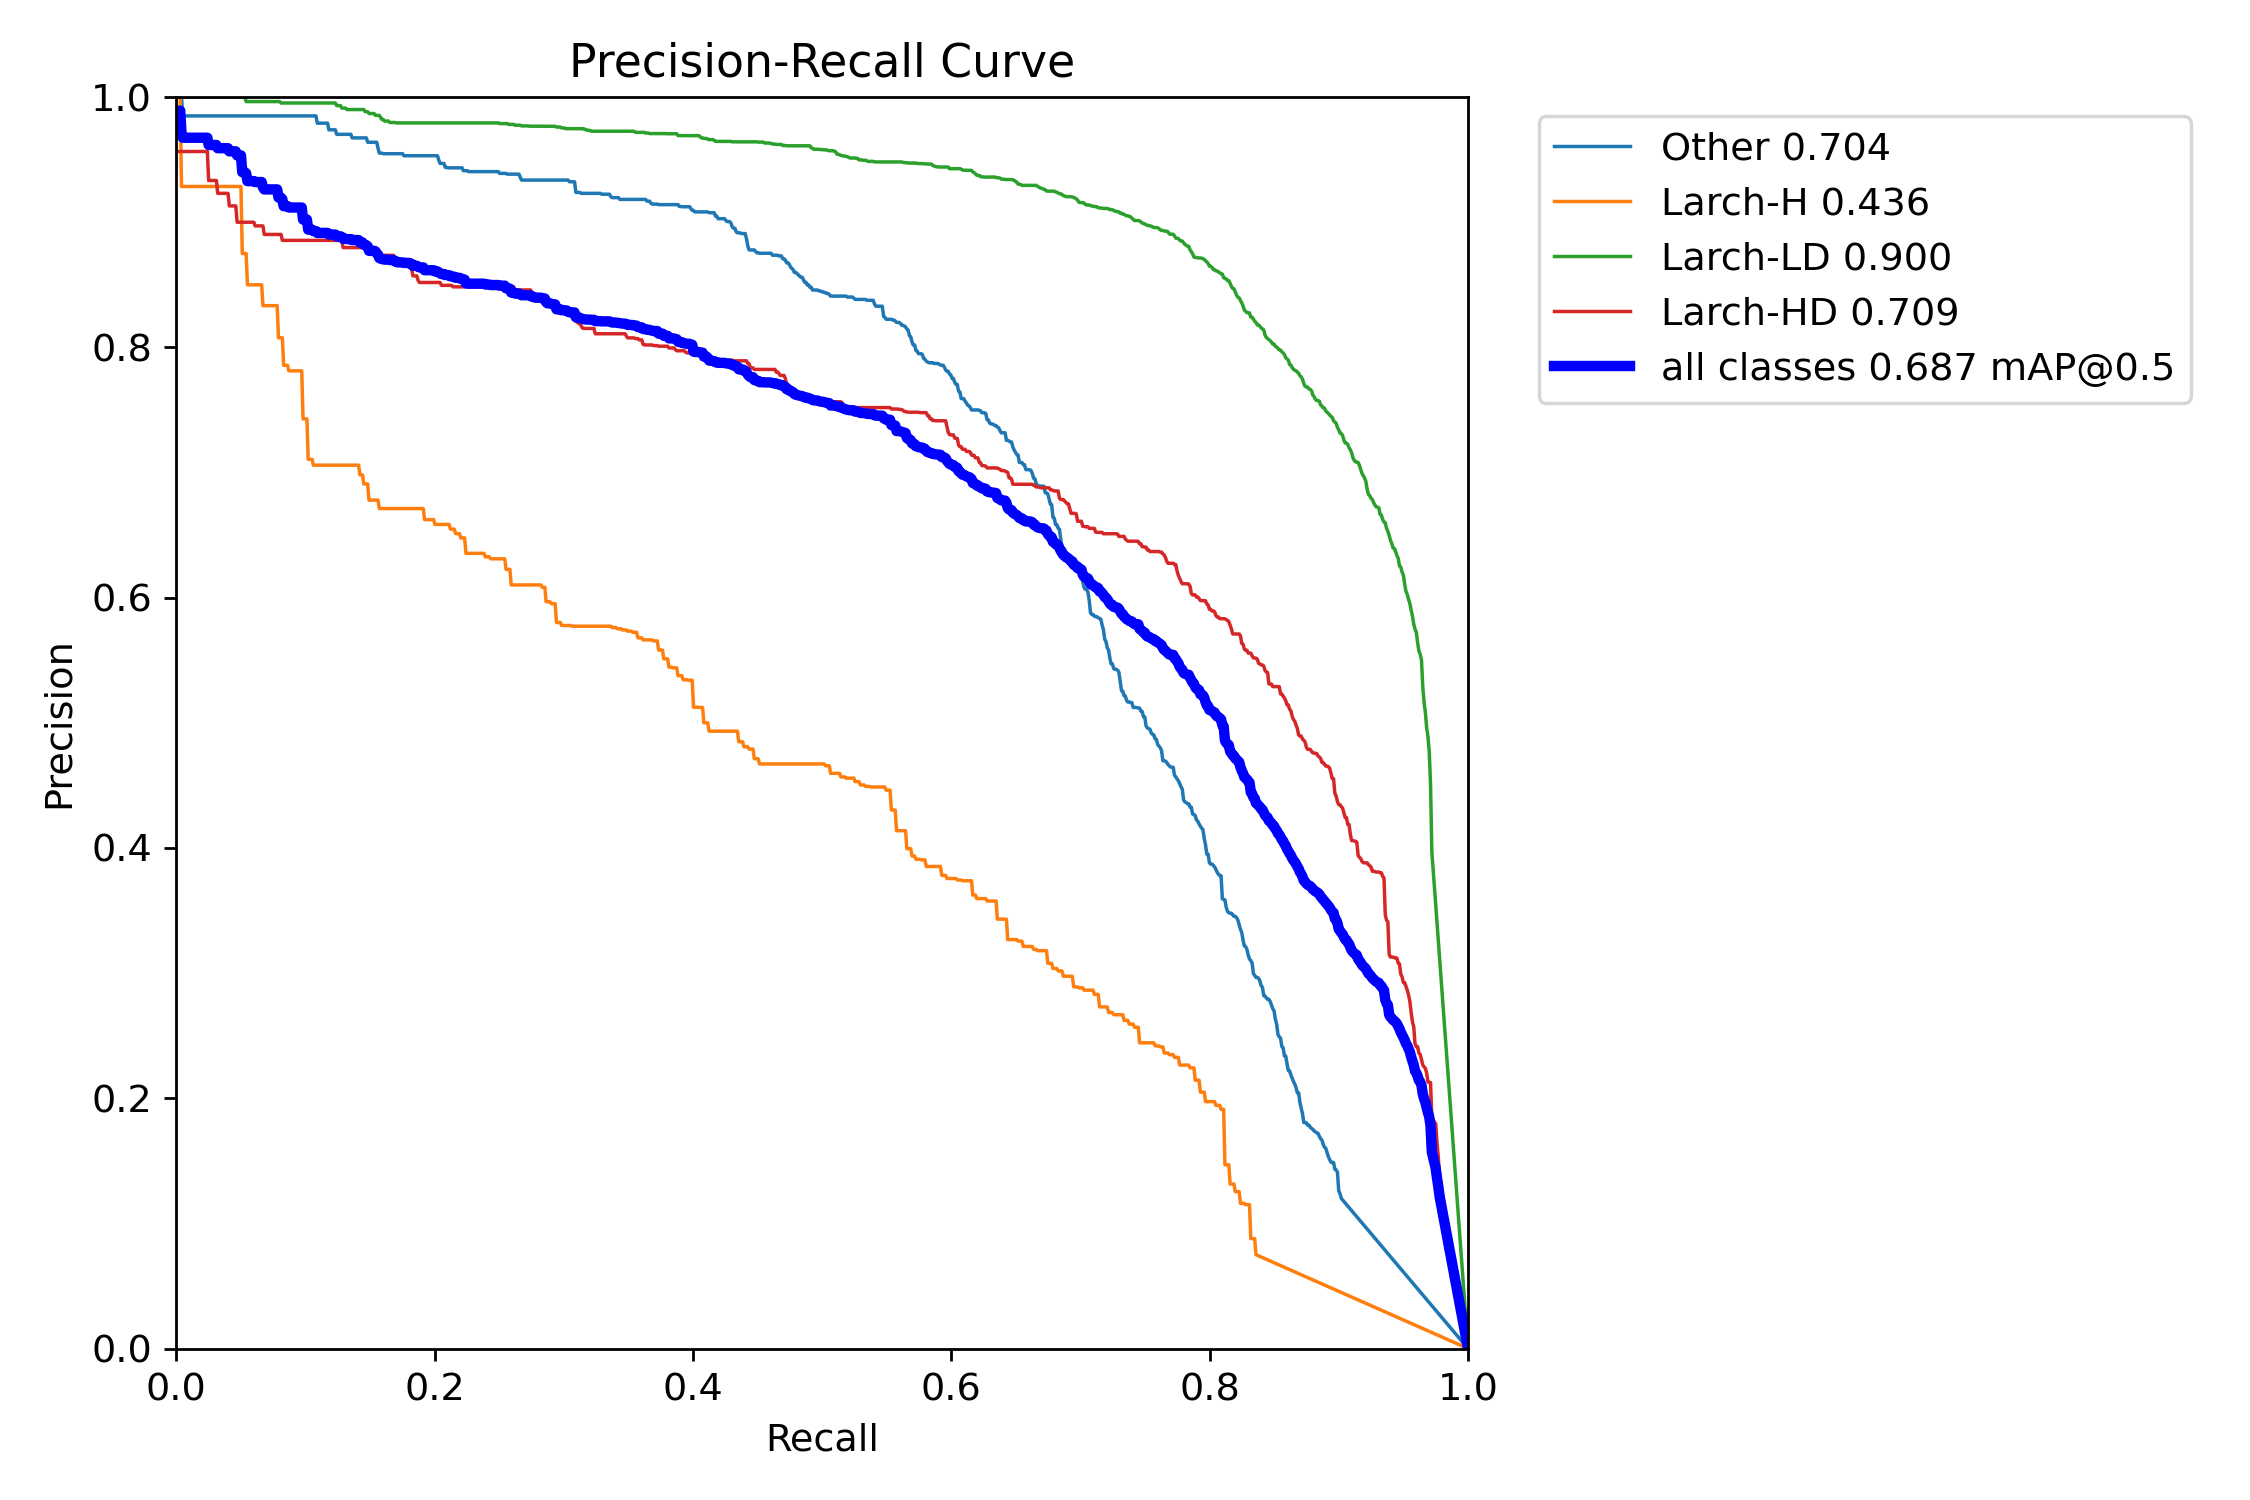 Precision-Recall Curve
1.0
0.8
0.6
0.4
0.2
0.0
Precision
0.0 0.2 0.4 0.6 0.8 1.0
Recall
Other 0.704
Larch-H 0.436
Larch-LD 0.900
Larch-HD 0.709
all classes 0.687 mAP@0.5